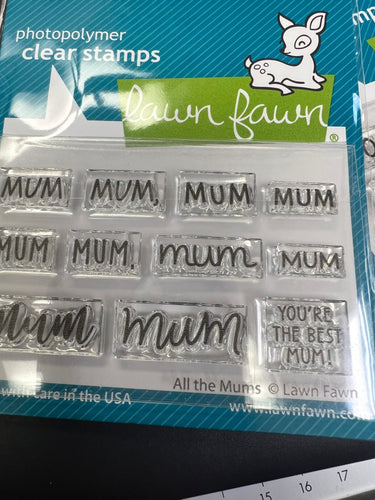 photopolymer
clear stamps
lawn fawn
®
MUM MUM, MUM MUM
MUM MUM! mum MUM
mum mum YOU'RE
THE BEST
MUM!
All the Mums © Lawn Fawn
with care in the USA
www.lawnfawn.com
15 16 17